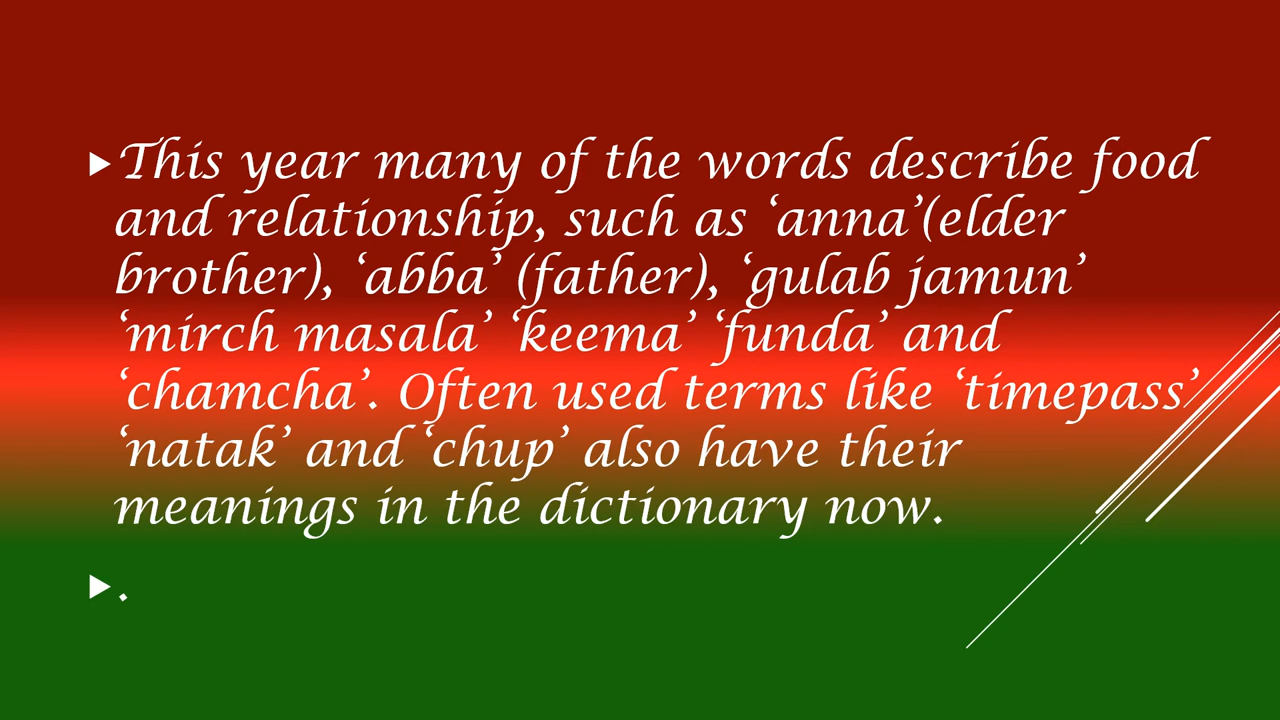 This year many of the words describe food
and relationship, such as ‘anna’(elder
brother), ‘abba’ (father), ‘gulab jamun’
‘mirch masala’ ‘keema’ ‘funda’ and
‘chamcha’. Often used terms like ‘timepass’
‘natak’ and ‘chup’ also have their
meanings in the dictionary now.
.